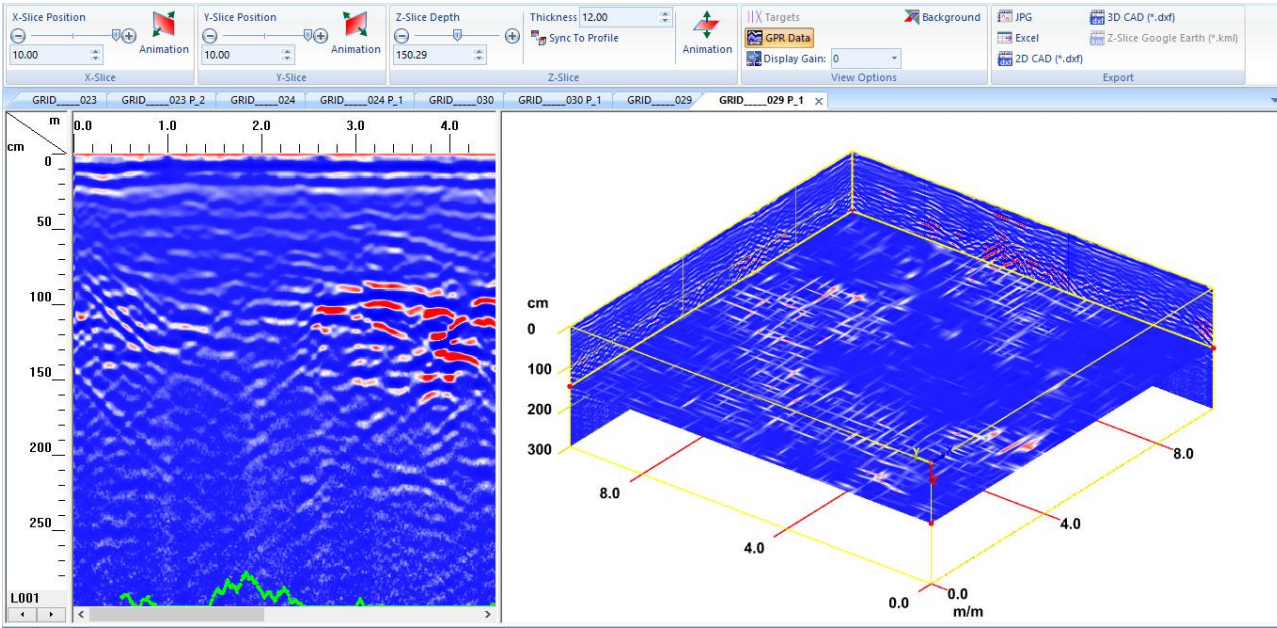 X-Slice Position
10.00
Animation
X-Slice
Y-Slice Position
10.00
Animation
Y-Slice
Z-Slice Depth
150.29
Thickness 12.00
Sync To Profile
Animation
Z-Slice
Targets
GPR Data
Display Gain: 0
Background
View Options
JPG
Excel
2D CAD (*.dxf)
3D CAD (*.dxf)
Z-Slice Google Earth (*.kml)
Export
GRID_____023
GRID_____023 P_2
GRID_____024
GRID_____024 P_1
GRID_____030
GRID_____030 P_1
GRID_____029
GRID_____029 P_1
m
cm
0.0 1.0 2.0 3.0 4.0
0
50
100
150
200
250
L001
cm
0
100
200
300
8.0
4.0
0.0
0.0
m/m
4.0
8.0
Y